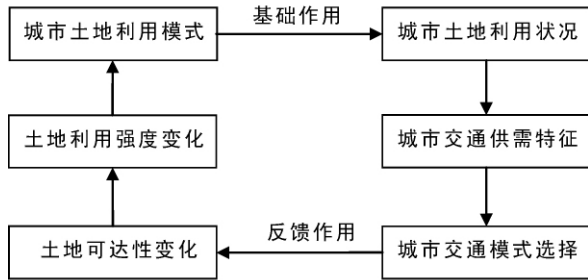 城市土地利用模式
基础作用
城市土地利用状况
土地利用强度变化
城市交通供需特征
土地可达性变化
反馈作用
城市交通模式选择